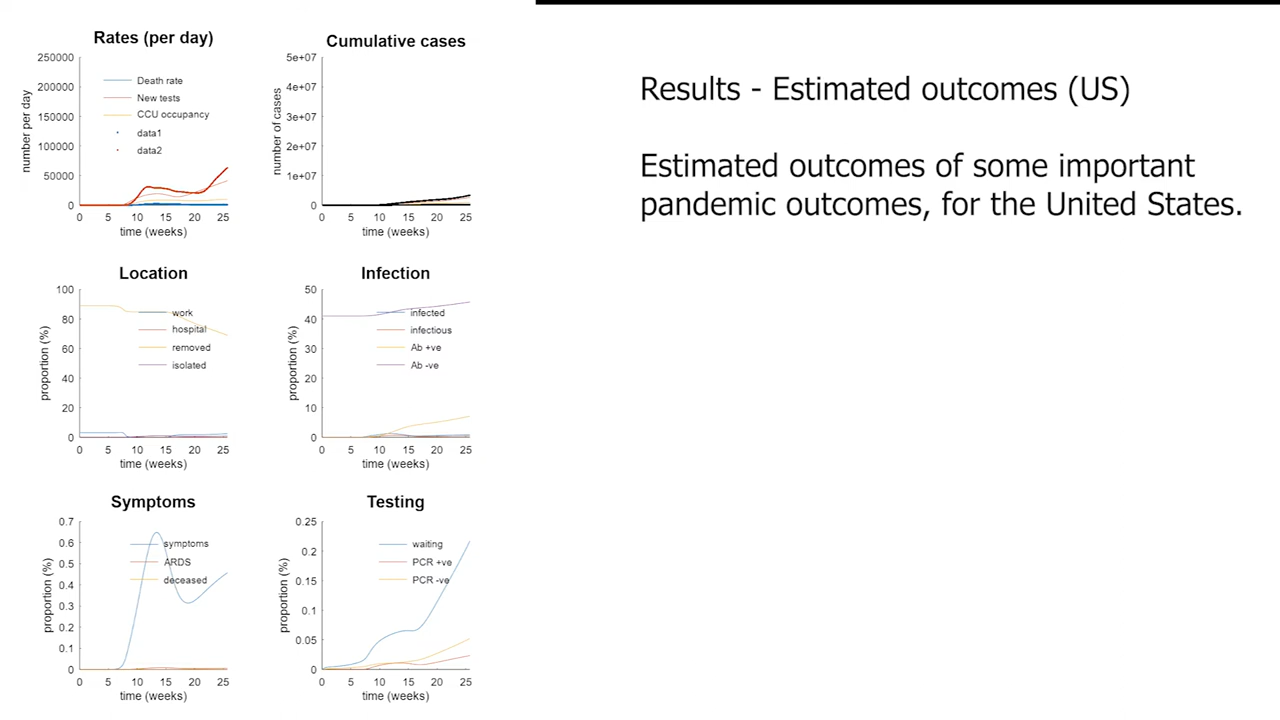 Results - Estimated outcomes (US)
Estimated outcomes of some important
pandemic outcomes, for the United States.
Rates (per day)
250000
200000
150000
100000
50000
0
number per day
Death rate
New tests
CCU occupancy
data1
data2
0 5 10 15 20 25
time (weeks)
Cumulative cases
5e+07
4e+07
3e+07
2e+07
1e+07
0
number of cases
0 5 10 15 20 25
time (weeks)
Location
100
80
60
40
20
0
proportion (%)
work
hospital
removed
isolated
0 5 10 15 20 25
time (weeks)
Infection
50
40
30
20
10
0
proportion (%)
infected
infectious
Ab +ve
Ab -ve
0 5 10 15 20 25
time (weeks)
Symptoms
0.7
0.6
0.5
0.4
0.3
0.2
0.1
0
proportion (%)
symptoms
ARDS
deceased
0 5 10 15 20 25
time (weeks)
Testing
0.25
0.2
0.15
0.1
0.05
0
proportion (%)
waiting
PCR +ve
PCR -ve
0 5 10 15 20 25
time (weeks)